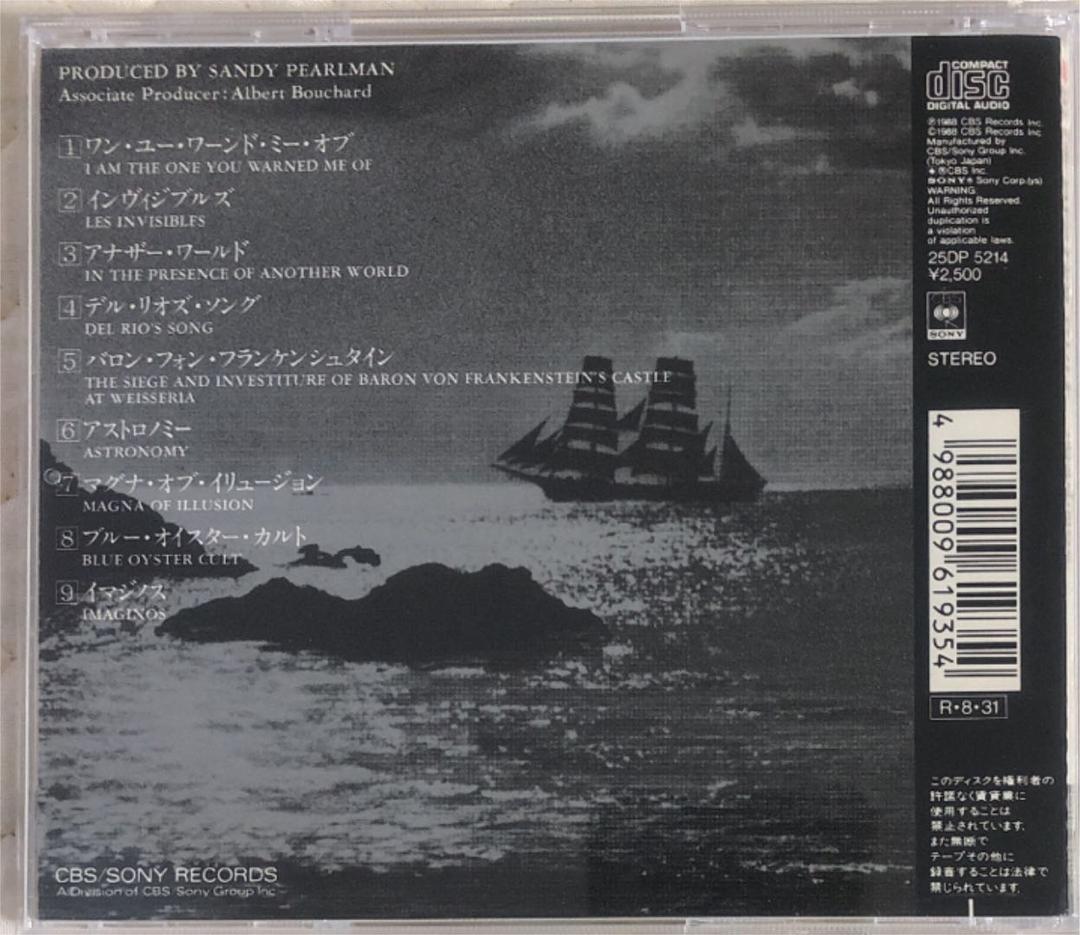 PRODUCED BY SANDY PEARLMAN
Associate Producer: Albert Bouchard
1 ワン・ユー・ワーンド・ミー・オブ
I AM THE ONE YOU WARNED ME OF
2 インヴィジブルズ
LES INVISIBLES
3 アナザー・ワールド
IN THE PRESENCE OF ANOTHER WORLD
4 デル・リオズ・ソング
DEL RIO'S SONG
5 バロン・フォン・フランケンシュタイン
THE SIEGE AND INVESTITURE OF BARON VON FRANKENSTEIN'S CASTLE
AT WEISSERIA
6 アストロノミー
ASTRONOMY
7 マグナ・オブ・イリュージョン
MAGNA OF ILLUSION
8 ブルー・オイスター・カルト
BLUE OYSTER CULT
9 イマジノス
IMAGINOS
CBS/SONY RECORDS
A Division of CBS/Sony Group Inc.
COMPACT
disc
DIGITAL AUDIO
℗1988 CBS Records Inc.
©1988 CBS Records Inc.
Manufactured by
CBS/Sony Group Inc.
(Tokyo Japan)
®CBS Inc.
SONY® Sony Corp.(ys)
WARNING:
All Rights Reserved.
Unauthorized
duplication is
a violation
of applicable laws.
25DP 5214
¥2,500
CBS
SONY
STEREO
4 988009 619354
R・8・31
このディスクを権利者の
許諾なく賃貸業に
使用することは
禁止されています。
また無断で
テープその他に
録音することは法律で
禁じられています。